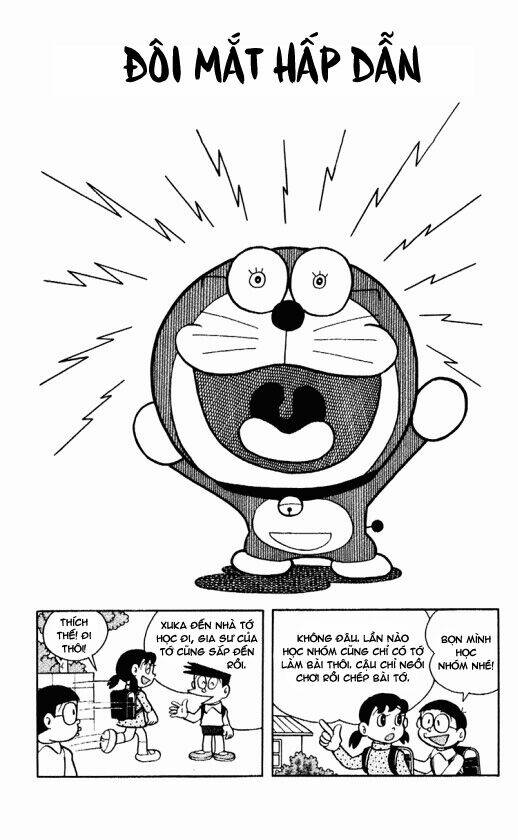 ĐÔI MẮT HẤP DẪN
THÍCH
THẾ! ĐI
THÔI!
XUKA ĐẾN NHÀ TỚ
HỌC ĐI, GIA SƯ CỦA
TỚ CŨNG SẮP ĐẾN
RỒI.
KHÔNG ĐÂU. LẦN NÀO
HỌC NHÓM CŨNG CHỈ CÓ TỚ
LÀM BÀI THÔI. CẬU CHỈ NGỒI
CHƠI RỒI CHÉP BÀI TỚ.
BỌN MÌNH
HỌC
NHÓM NHÉ!